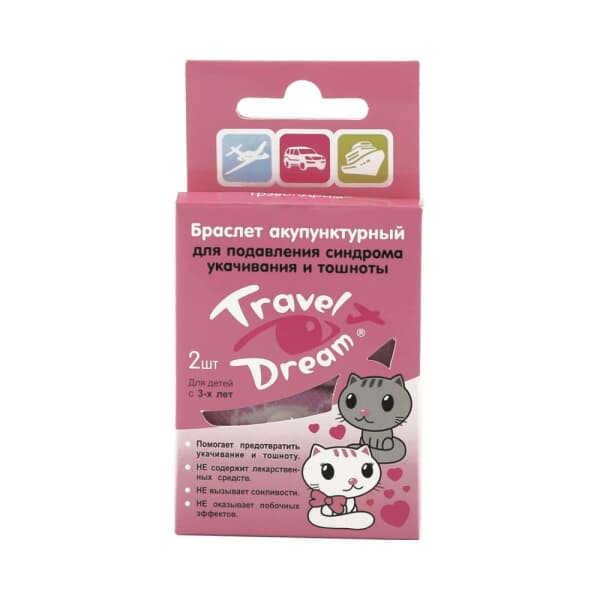 Браслет акупунктурный
для подавления синдрома
укачивания и тошноты
Travel
Dream®
2шт
Для детей
с 3-х лет
• Помогает предотвратить
укачивание и тошноту.
• НЕ содержит лекарствен-
ных средств.
• НЕ вызывает сонливости.
• НЕ оказывает побочных
эффектов.